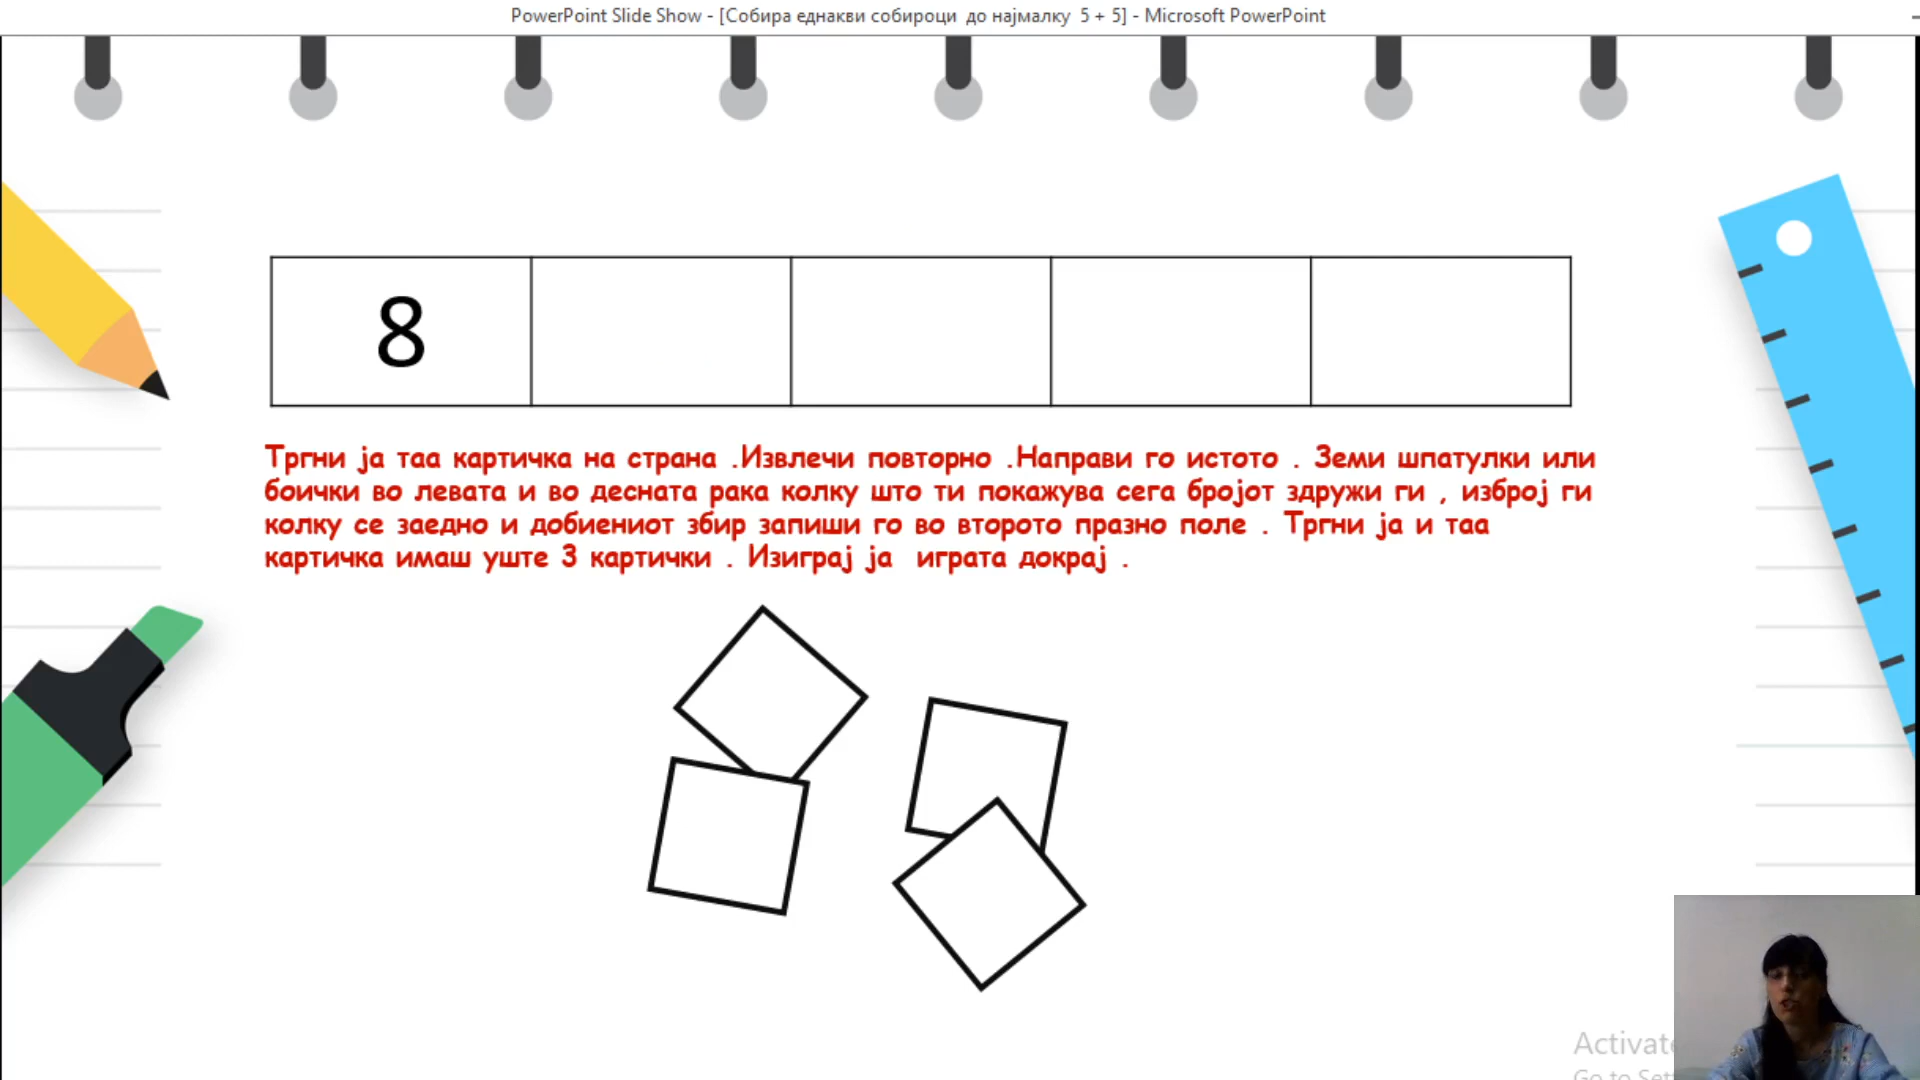 PowerPoint Slide Show - [Собира еднакви собироци до најмалку 5 + 5] - Microsoft PowerPoint
8
Тргни ја таа картичка на страна .Извлечи повторно .Направи го истото . Земи шпатулки или
боички во левата и во десната рака колку што ти покажува сега бројот здружи ги , изброј ги
колку се заедно и добиениот збир запиши го во второто празно поле . Тргни ја и таа
картичка имаш уште 3 картички . Изиграј ја играта докрај .
Activate
Go to Set